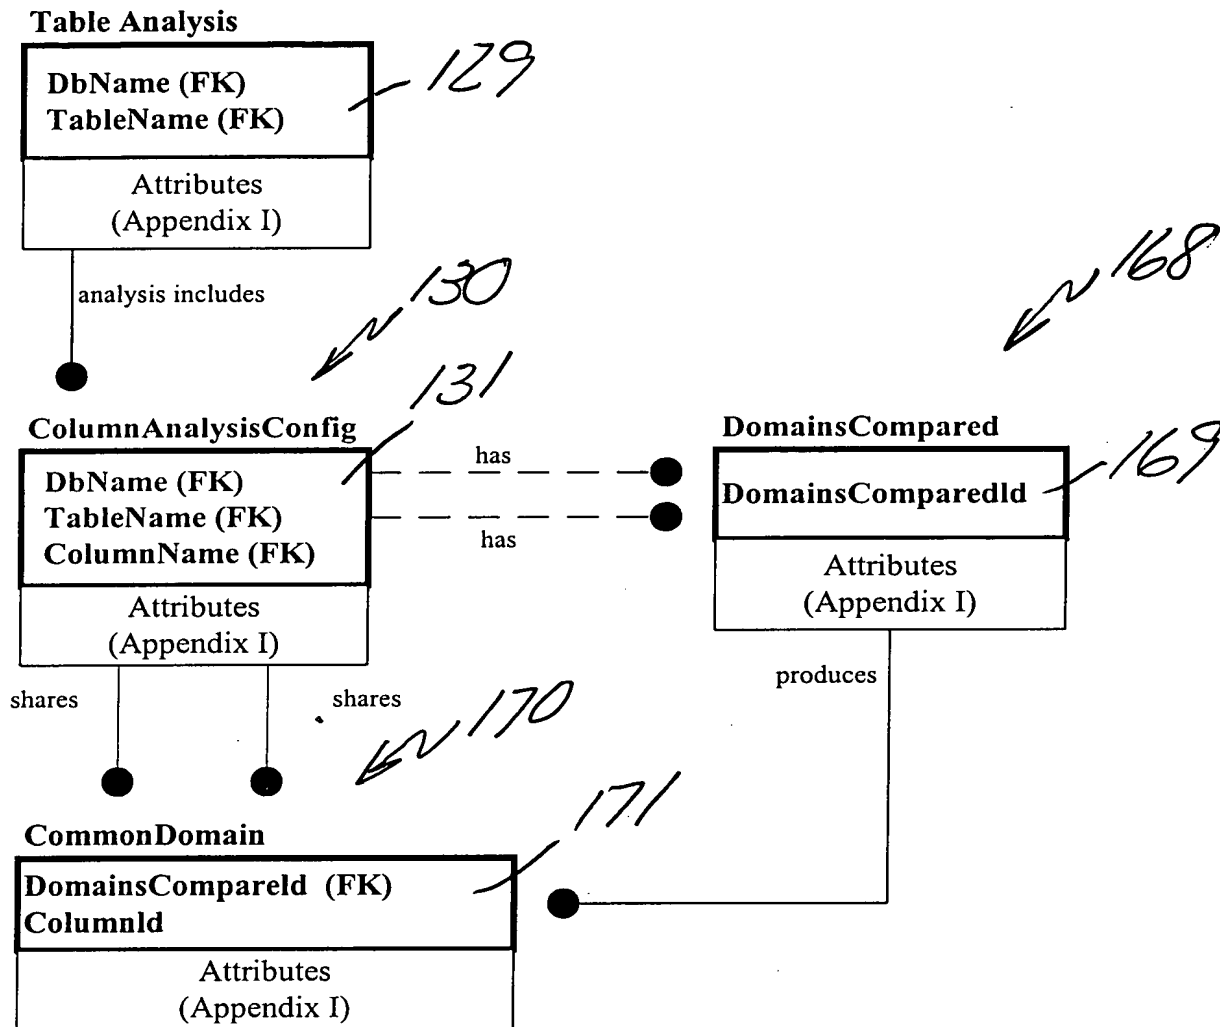 Table Analysis
129
DbName (FK)
TableName (FK)
Attributes
(Appendix I)
analysis includes
130
168
131
ColumnAnalysisConfig
DomainsCompared
has
169
DbName (FK)
TableName (FK)
ColumnName (FK)
DomainsComparedId
has
Attributes
(Appendix I)
Attributes
(Appendix I)
produces
shares
shares
170
171
CommonDomain
DomainsCompareId (FK)
ColumnId
Attributes
(Appendix I)